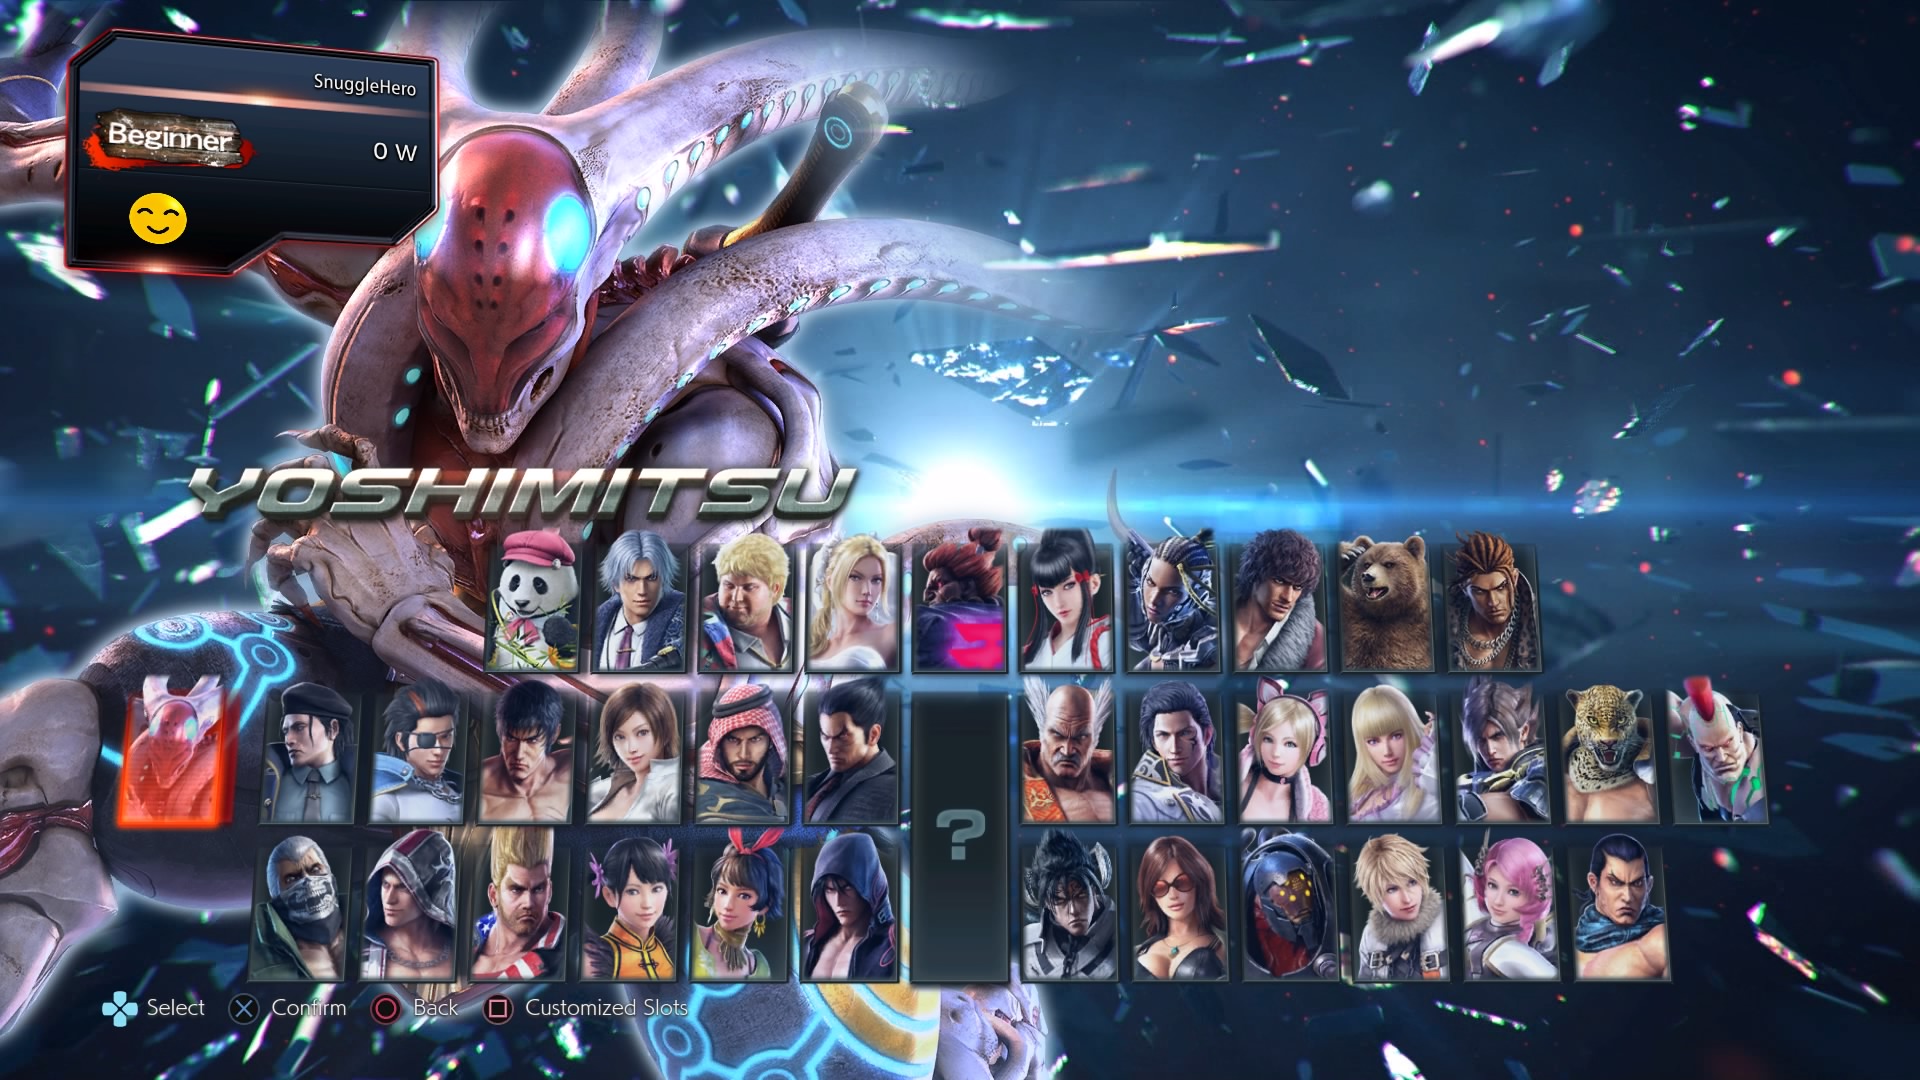 SnuggleHero
Beginner
0 W
YOSHIMITSU
?
Select
Confirm
Back
Customized Slots